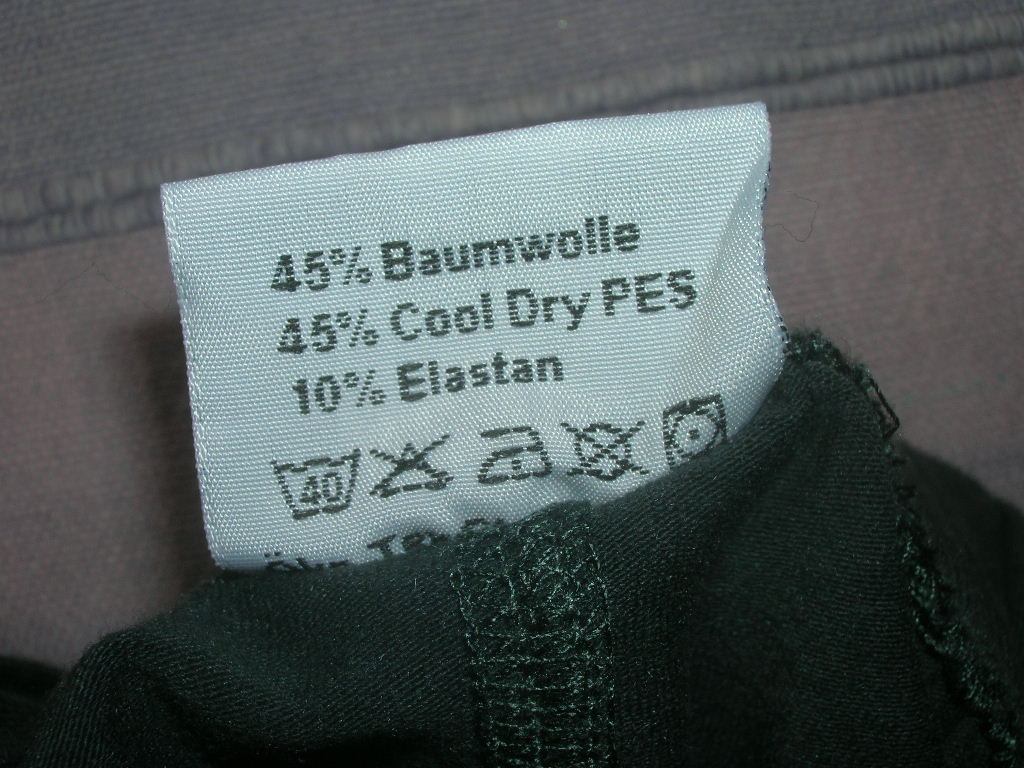 45% Baumwolle
45% Cool Dry PES
10% Elastan
40